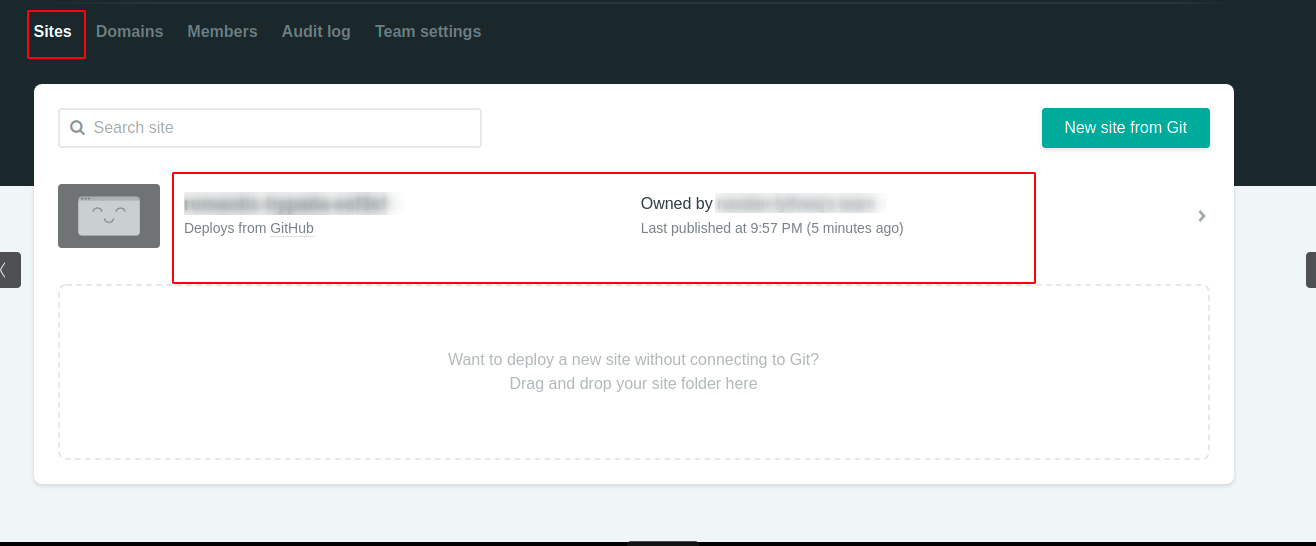 Sites Domains Members Audit log Team settings
Search site
New site from Git
Owned by
Deploys from GitHub
Last published at 9:57 PM (5 minutes ago)
Want to deploy a new site without connecting to Git?
Drag and drop your site folder here